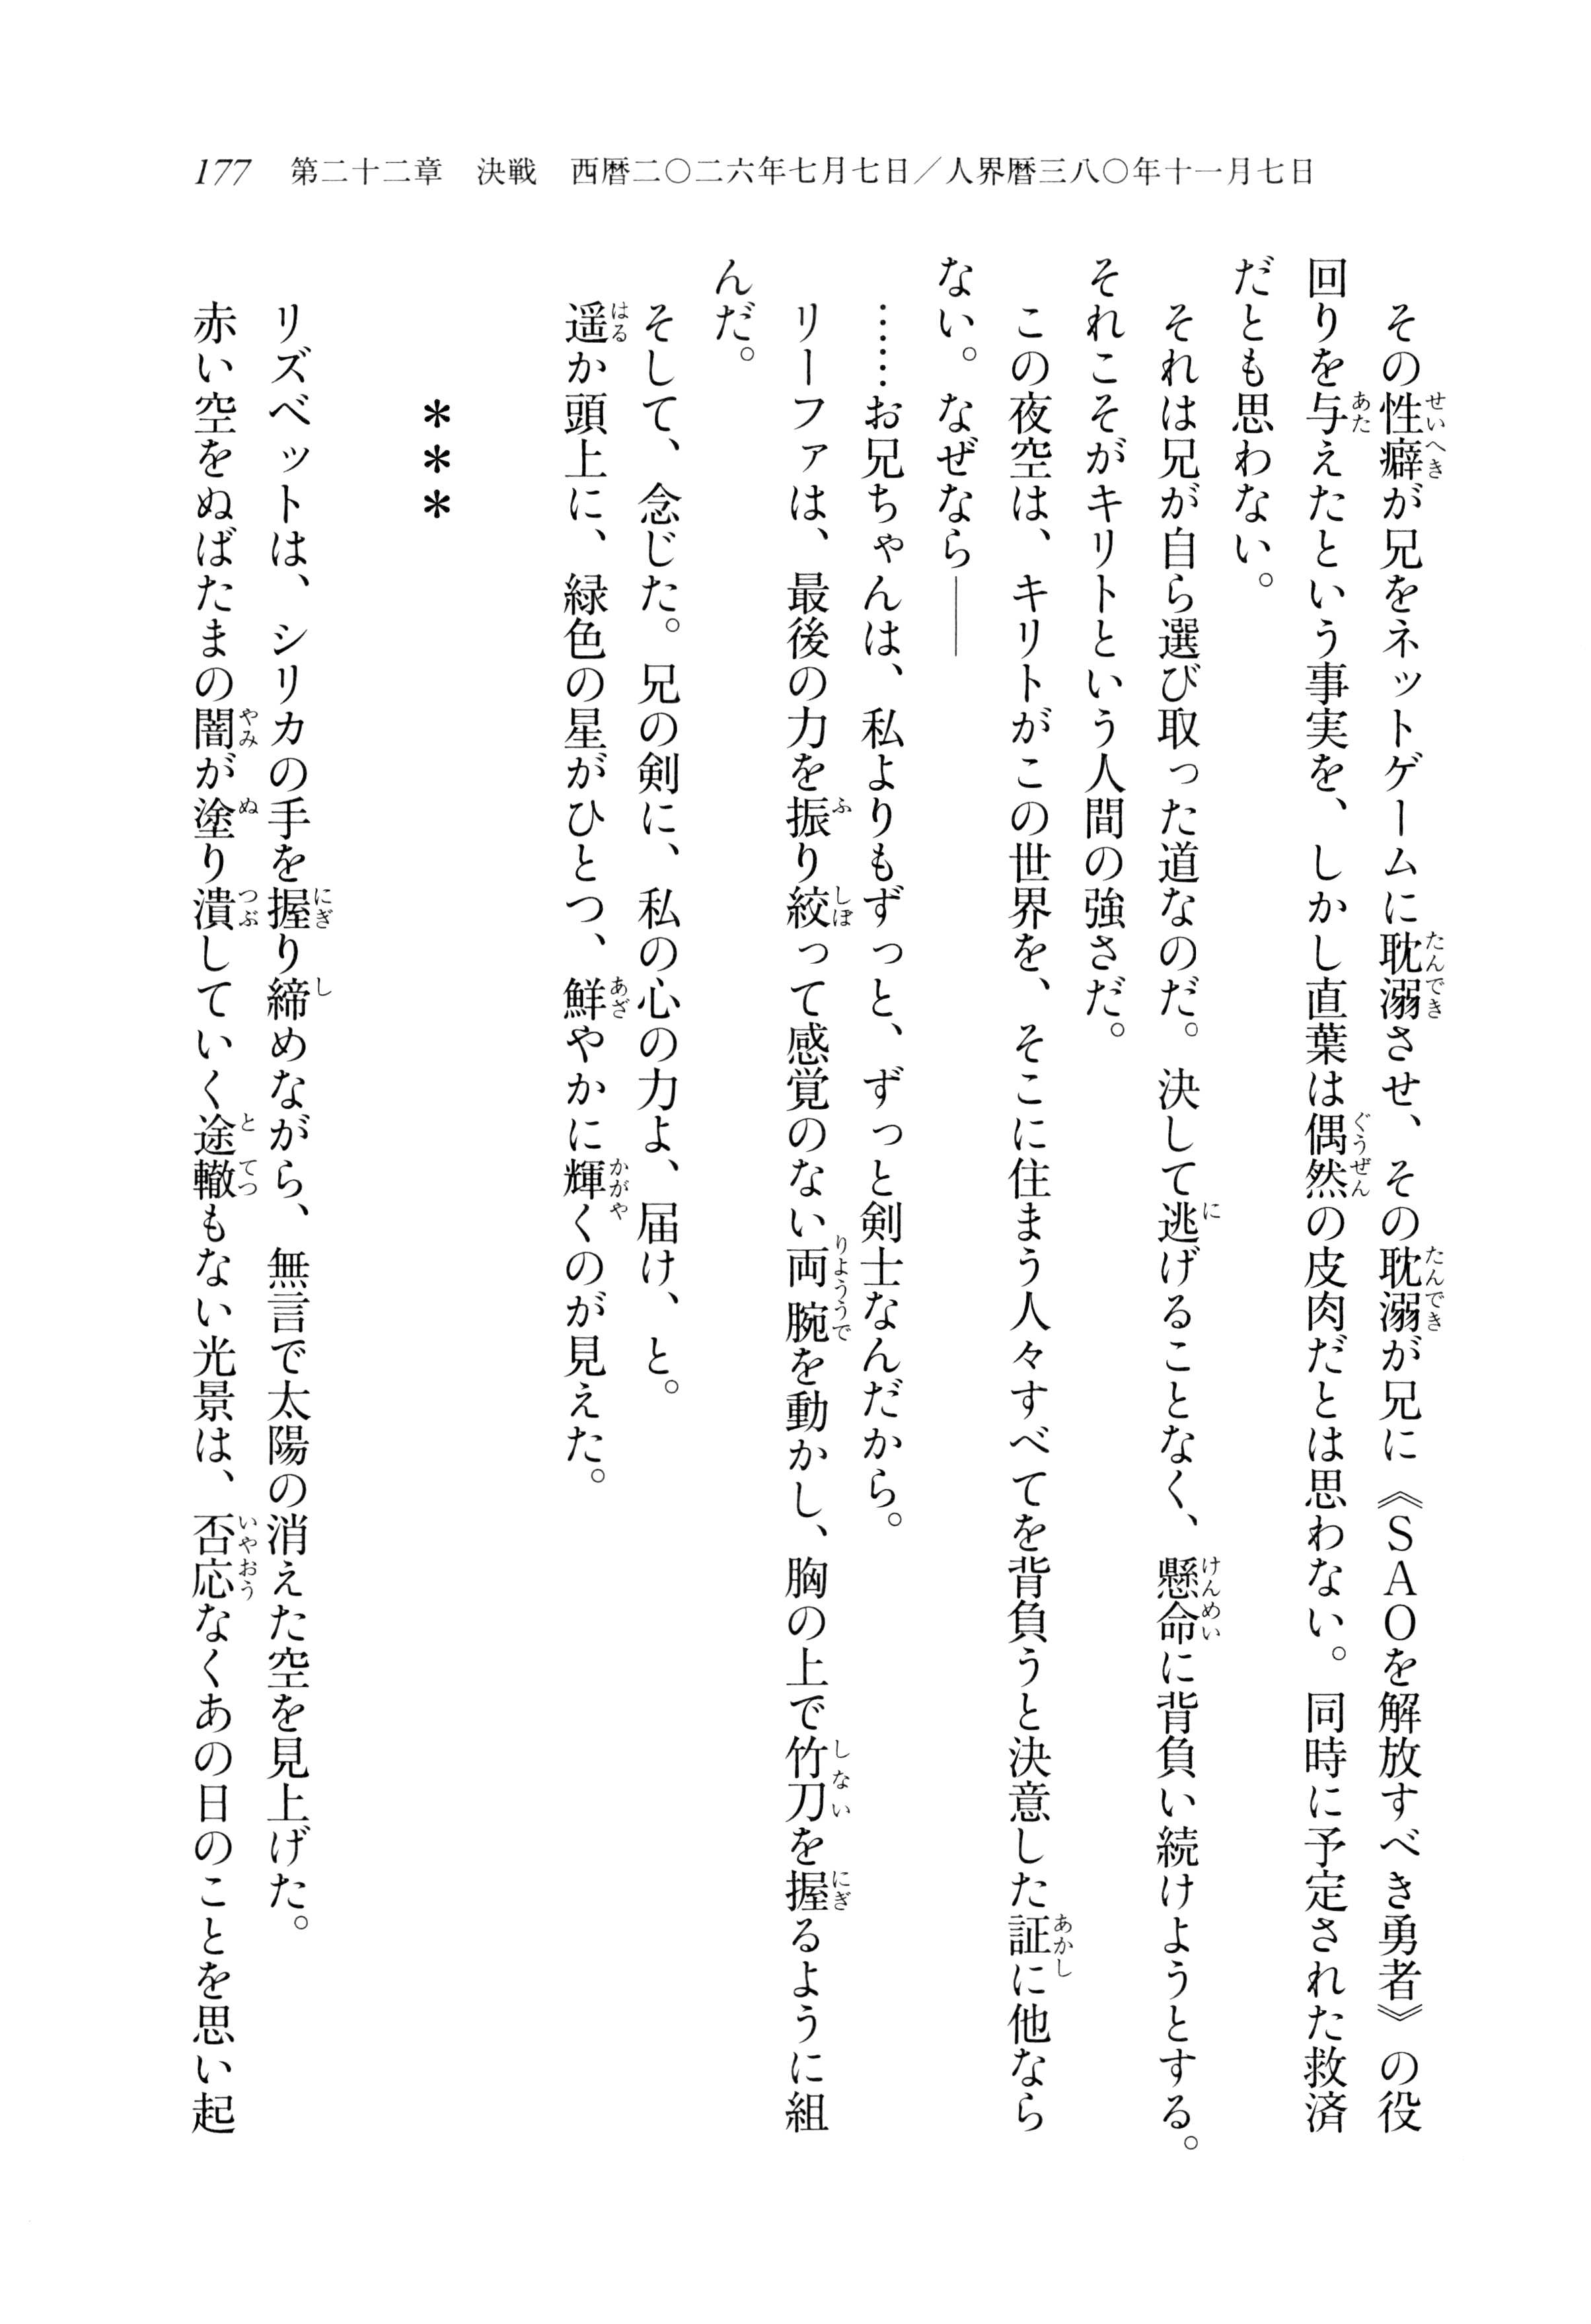 177 第二十二章 決戦 西暦二〇二六年七月七日／人界暦三八〇年十一月七日
その性癖が兄をネットゲームに耽溺させ、その耽溺が兄に《SAOを解放すべき勇者》の役
回りを与えたという事実を、しかし直葉は偶然の皮肉だとは思わない。同時に予定された救済
だとも思わない。
それは兄が自ら選び取った道なのだ。決して逃げることなく、懸命に背負い続けようとする。
それこそがキリトという人間の強さだ。
この夜空は、キリトがこの世界を、そこに住まう人々すべてを背負うと決意した証に他なら
ない。なぜなら――
……お兄ちゃんは、私よりもずっと、ずっと剣士なんだから。
リーファは、最後の力を振り絞って感覚のない両腕を動かし、胸の上で竹刀を握るように組
んだ。
そして、念じた。兄の剣に、私の心の力よ、届け、と。
遥か頭上に、緑色の星がひとつ、鮮やかに輝くのが見えた。
＊＊＊
リズベットは、シリカの手を握り締めながら、無言で太陽の消えた空を見上げた。
赤い空をぬばたまの闇が塗り潰していく途轍もない光景は、否応なくあの日のことを思い起